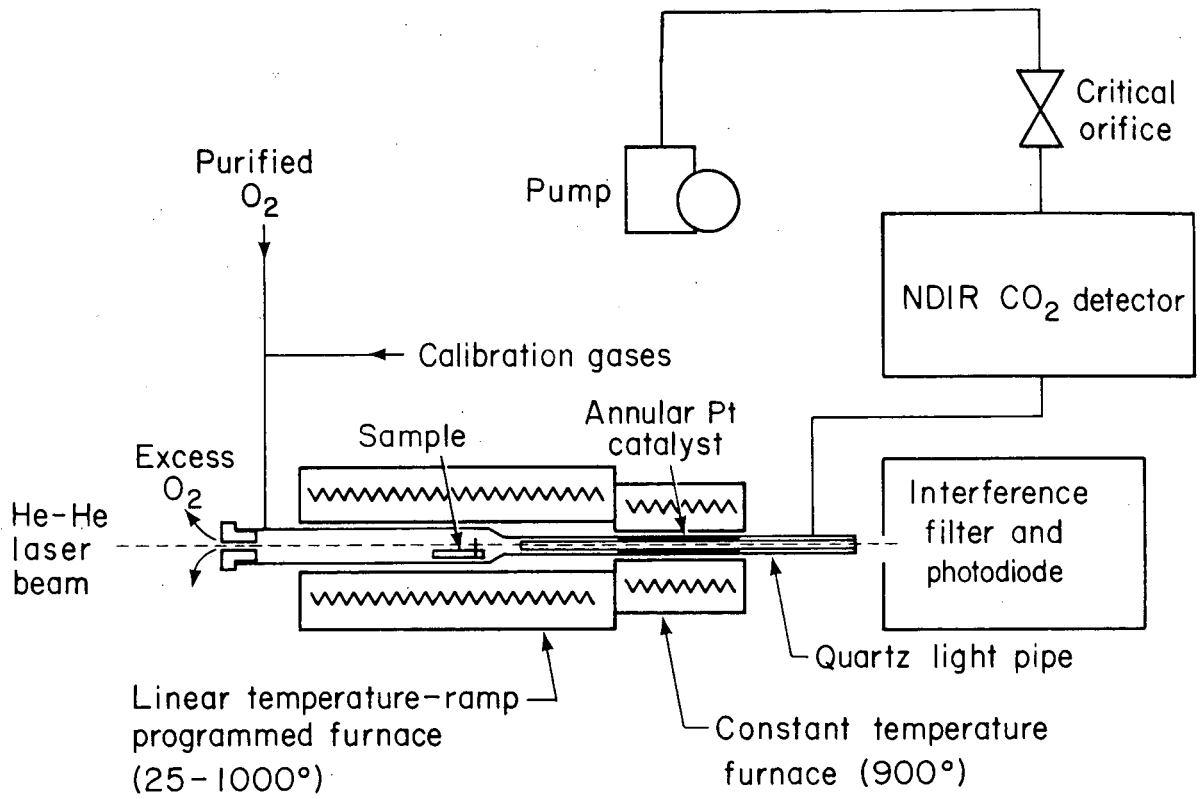 Critical
orifice
Purified
O₂
Pump
NDIR CO₂ detector
Calibration gases
Annular Pt
catalyst
Sample
Excess
O₂
He-He
laser
beam
Interference
filter and
photodiode
Quartz light pipe
Linear temperature-ramp
programmed furnace
(25-1000°)
Constant temperature
furnace (900°)